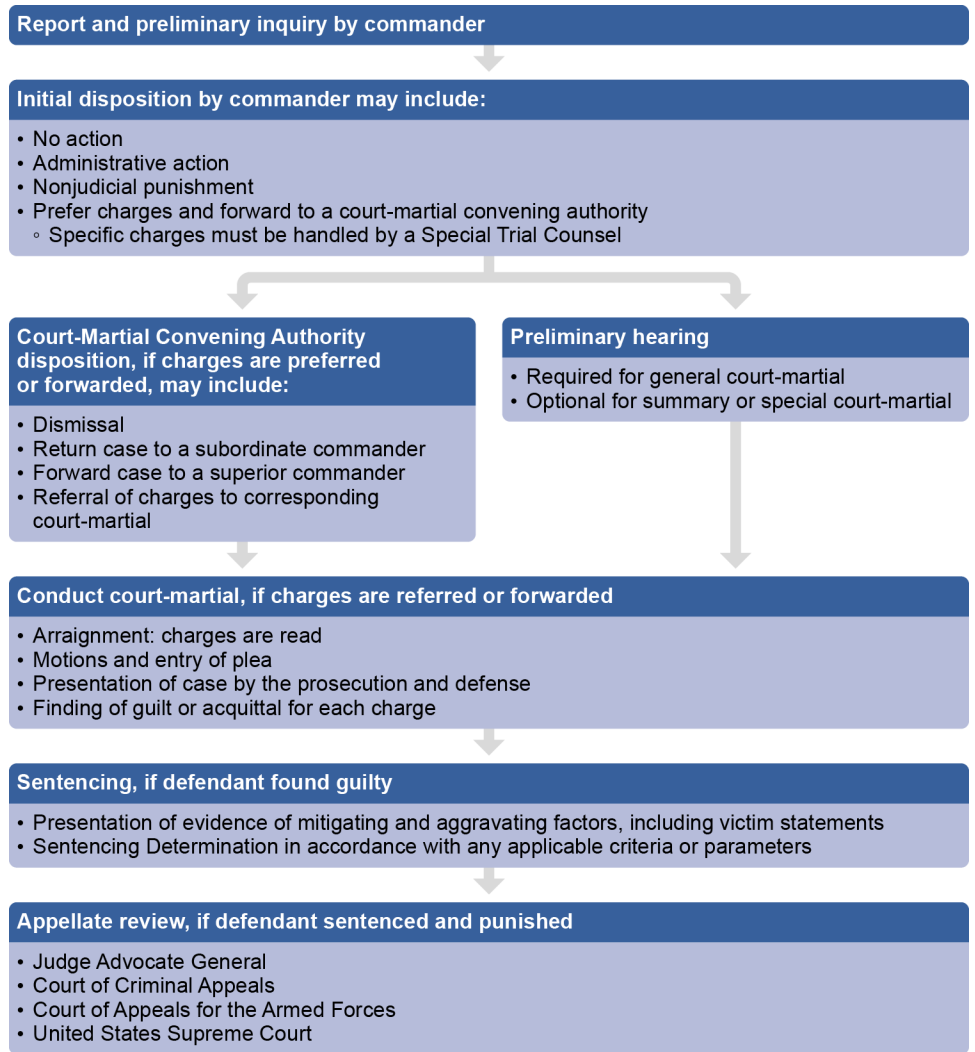 Report and preliminary inquiry by commander
Initial disposition by commander may include:
• No action
• Administrative action
• Nonjudicial punishment
• Prefer charges and forward to a court-martial convening authority
◦ Specific charges must be handled by a Special Trial Counsel
Court-Martial Convening Authority
disposition, if charges are preferred
or forwarded, may include:
• Dismissal
• Return case to a subordinate commander
• Forward case to a superior commander
• Referral of charges to corresponding
court-martial
Preliminary hearing
• Required for general court-martial
• Optional for summary or special court-martial
Conduct court-martial, if charges are referred or forwarded
• Arraignment: charges are read
• Motions and entry of plea
• Presentation of case by the prosecution and defense
• Finding of guilt or acquittal for each charge
Sentencing, if defendant found guilty
• Presentation of evidence of mitigating and aggravating factors, including victim statements
• Sentencing Determination in accordance with any applicable criteria or parameters
Appellate review, if defendant sentenced and punished
• Judge Advocate General
• Court of Criminal Appeals
• Court of Appeals for the Armed Forces
• United States Supreme Court